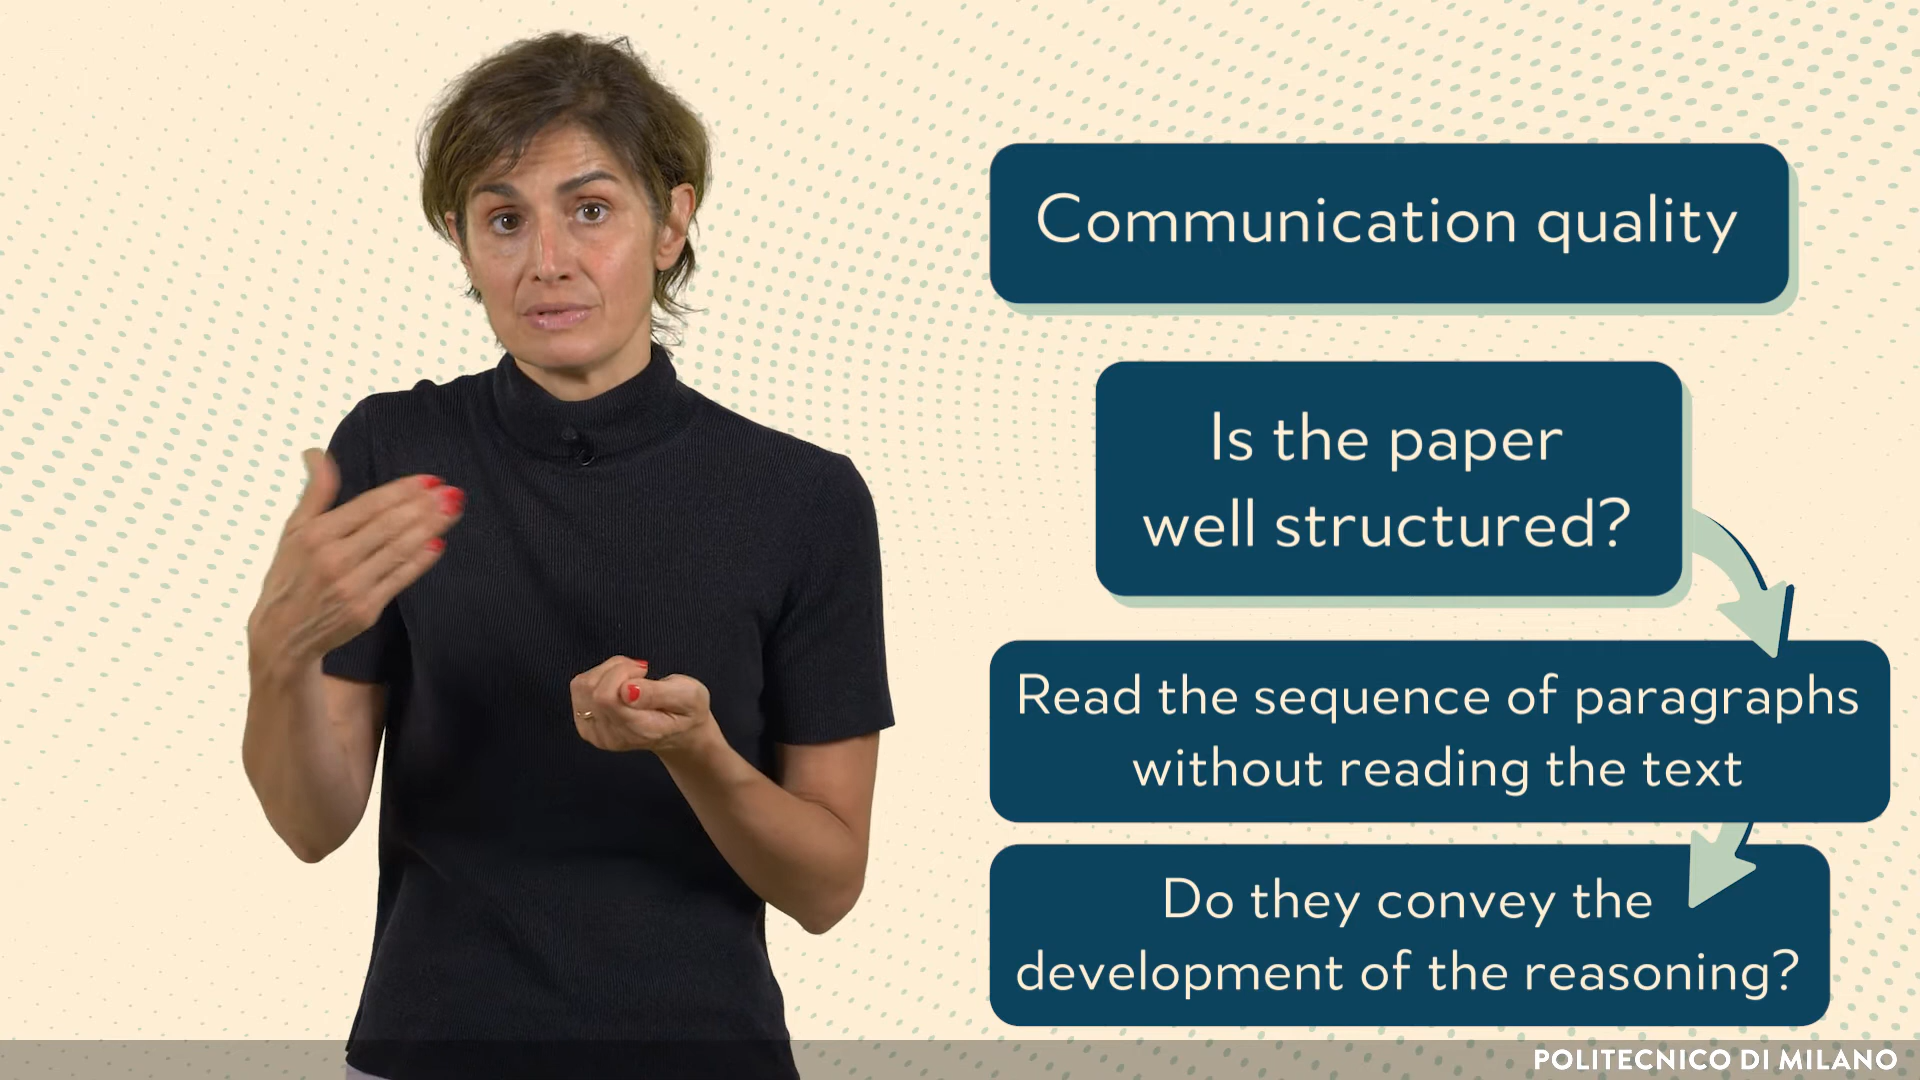 Communication quality
Is the paper
well structured?
Read the sequence of paragraphs
without reading the text
Do they convey the
development of the reasoning?
POLITECNICO DI MILANO